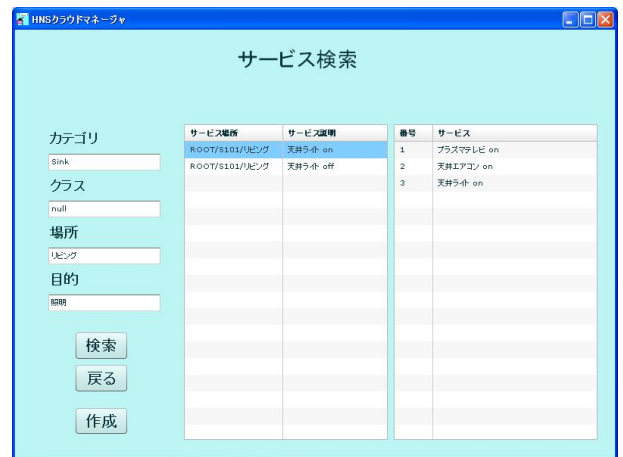 HNSクラウドマネージャ
サービス検索
カテゴリ
Sink
クラス
null
場所
リビング
目的
照明
検索
戻る
作成
サービス場所 サービス説明
ROOT/S101/リビング 天井ライト on
ROOT/S101/リビング 天井ライト off
番号 サービス
1 プラズマテレビ on
2 天井エアコン on
3 天井ライト on